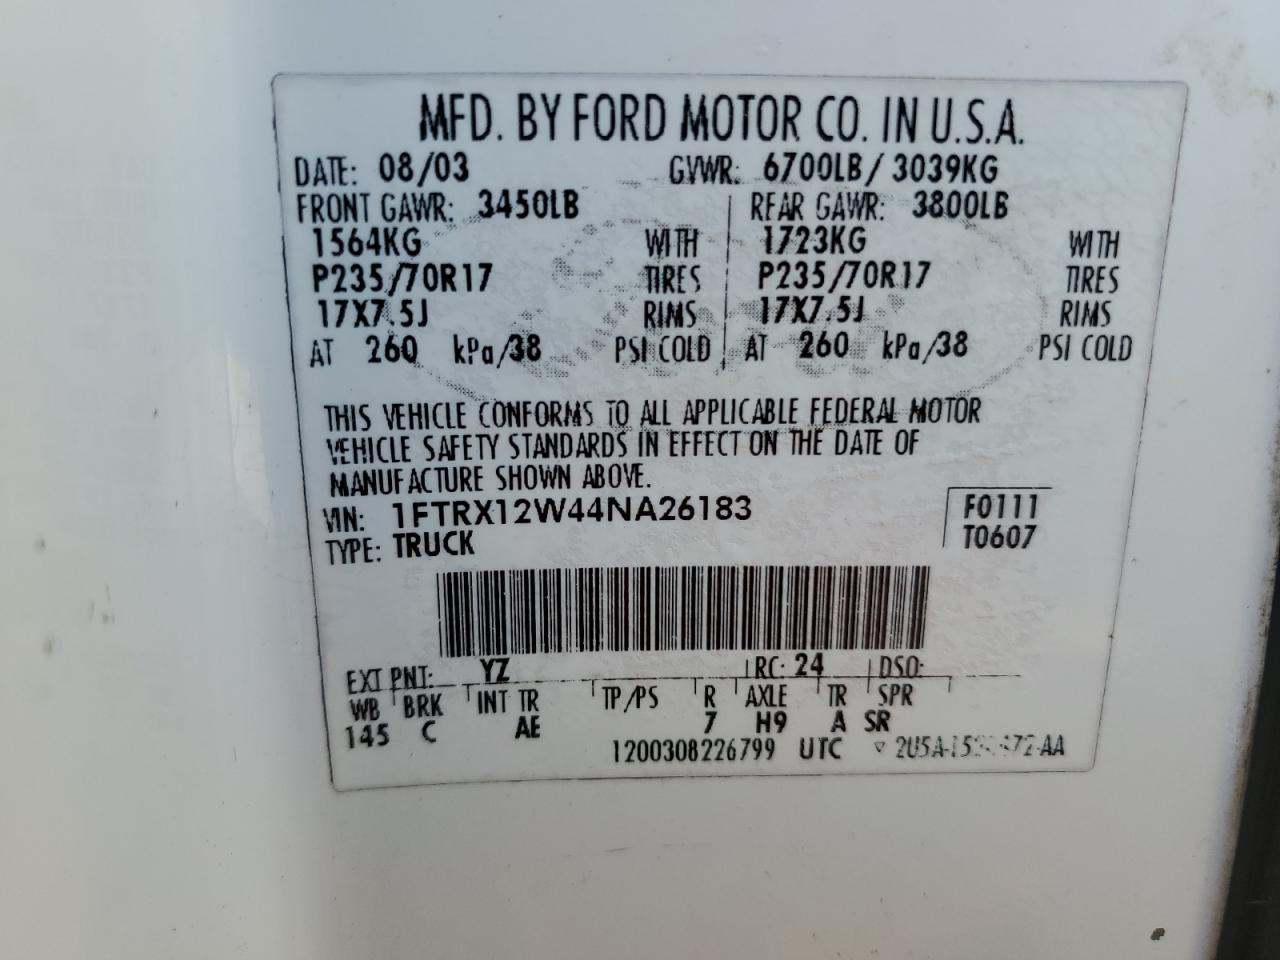 MFD. BY FORD MOTOR CO. IN U.S.A.
DATE: 08/03 GVWR: 6700LB/ 3039KG
FRONT GAWR: 3450LB REAR GAWR: 3800LB
1564KG WITH 1723KG WITH
P235/70R17 TIRES P235/70R17 TIRES
17X7.5J RIMS 17X7.5J RIMS
AT 260 kPa/38 PSI COLD AT 260 kPa/38 PSI COLD
THIS VEHICLE CONFORMS TO ALL APPLICABLE FEDERAL MOTOR
VEHICLE SAFETY STANDARDS IN EFFECT ON THE DATE OF
MANUFACTURE SHOWN ABOVE.
VIN: 1FTRX12W44NA26183 F0111
TYPE: TRUCK T0607
EXT PNT: YZ RC: 24 DSO:
WB BRK INT TR TP/PS R AXLE TR SPR
145 C AE 7 H9 A SR
1200308226799 UTC